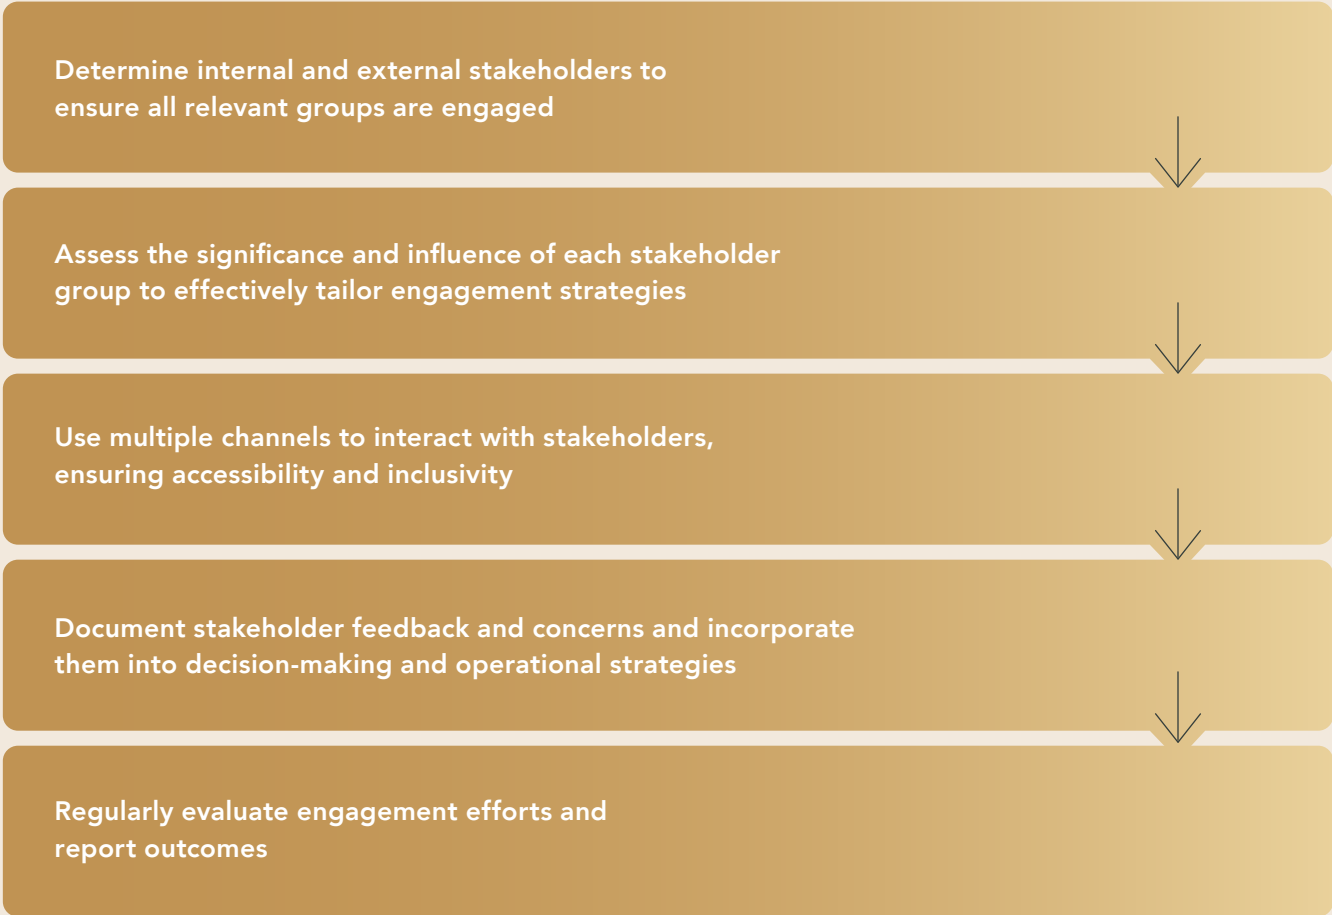 Determine internal and external stakeholders to
ensure all relevant groups are engaged
Assess the significance and influence of each stakeholder
group to effectively tailor engagement strategies
Use multiple channels to interact with stakeholders,
ensuring accessibility and inclusivity
Document stakeholder feedback and concerns and incorporate
them into decision-making and operational strategies
Regularly evaluate engagement efforts and
report outcomes